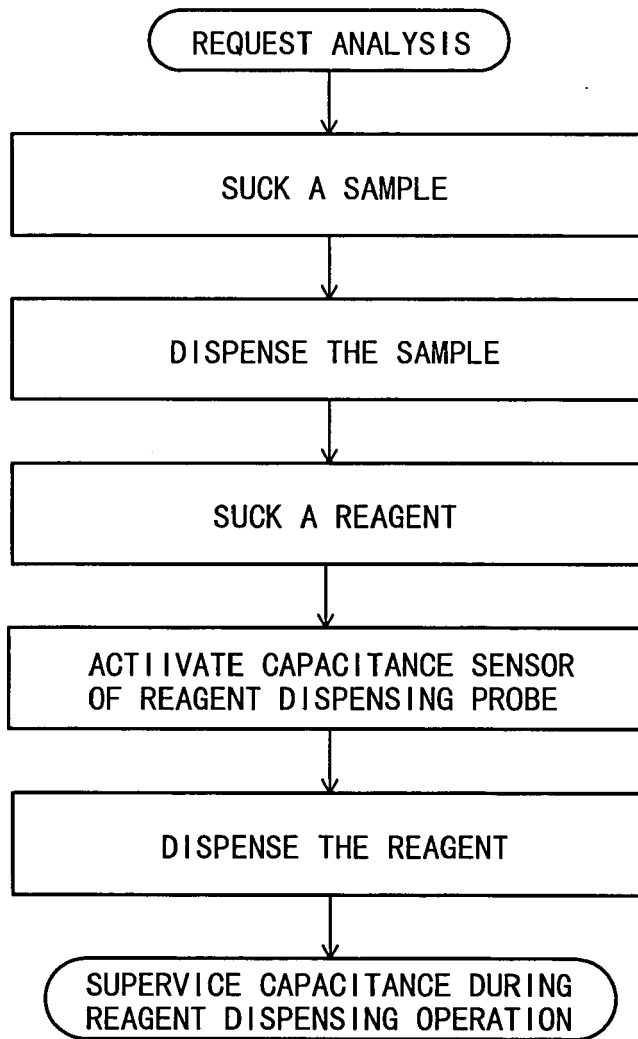 REQUEST ANALYSIS
SUCK A SAMPLE
DISPENSE THE SAMPLE
SUCK A REAGENT
ACTIIVATE CAPACITANCE SENSOR
OF REAGENT DISPENSING PROBE
DISPENSE THE REAGENT
SUPERVICE CAPACITANCE DURING
REAGENT DISPENSING OPERATION